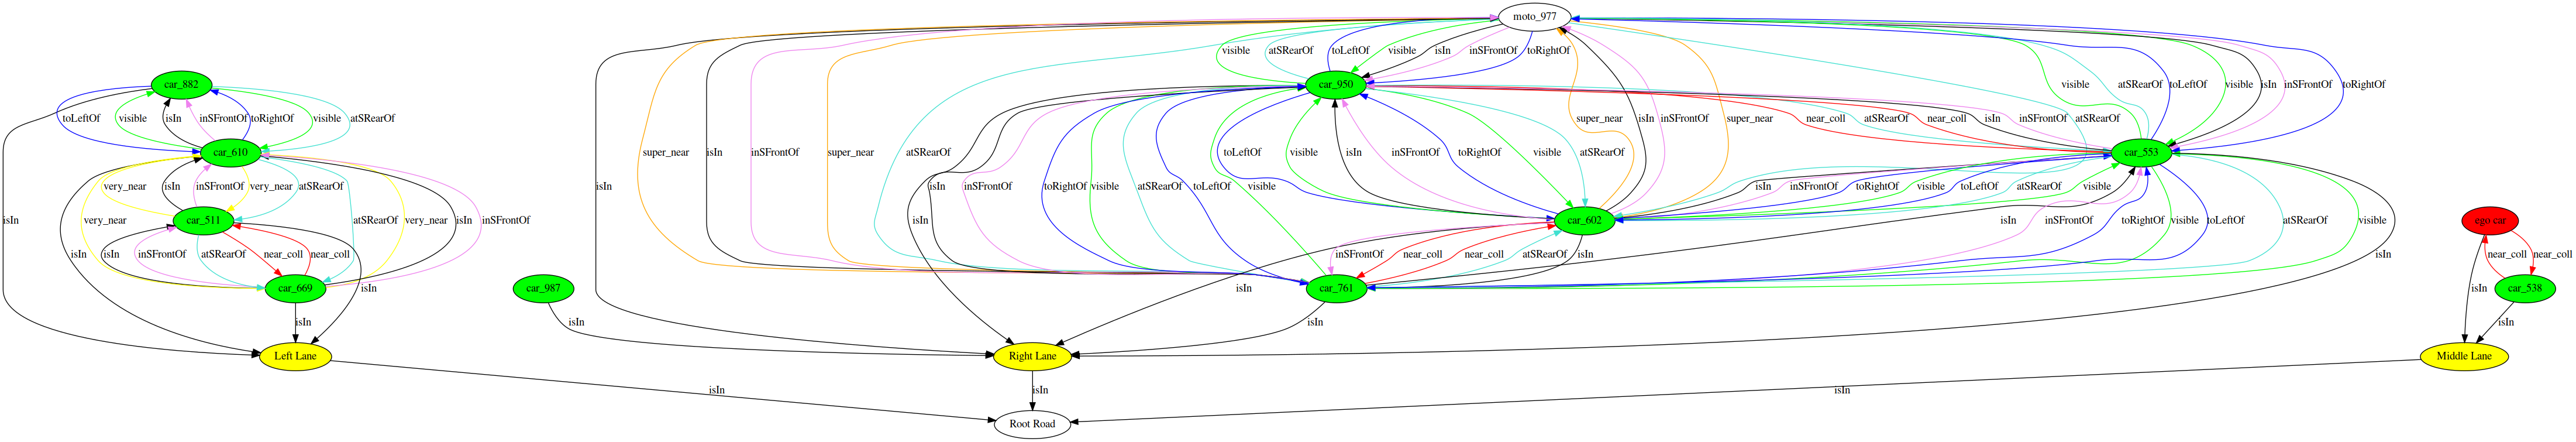 moto_977
visible atSRearOf toLeftOf visible isIn inSFrontOf toRightOf
visible atSRearOf toLeftOf visible isIn inSFrontOf toRightOf
car_882 car_950
toLeftOf visible isIn inSFrontOf toRightOf visible atSRearOf
super_near isIn super_near
near_coll atSRearOf near_coll isIn inSFrontOf atSRearOf
car_610 car_553
super_near isIn inSFrontOf super_near atSRearOf
toLeftOf visible isIn inSFrontOf toRightOf visible atSRearOf
very_near isIn inSFrontOf very_near atSRearOf
isIn isIn inSFrontOf toRightOf visible atSRearOf toLeftOf visible
isIn inSFrontOf toRightOf visible toLeftOf atSRearOf visible
isIn very_near car_511 atSRearOf very_near isIn inSFrontOf
isIn car_602 isIn inSFrontOf toRightOf visible toLeftOf atSRearOf visible
ego car
isIn isIn inSFrontOf atSRearOf near_coll near_coll
inSFrontOf near_coll near_coll atSRearOf isIn isIn
near_coll near_coll
car_669 isIn car_987 car_761 isIn isIn car_538
isIn isIn isIn isIn
Left Lane Right Lane Middle Lane
isIn isIn isIn
Root Road